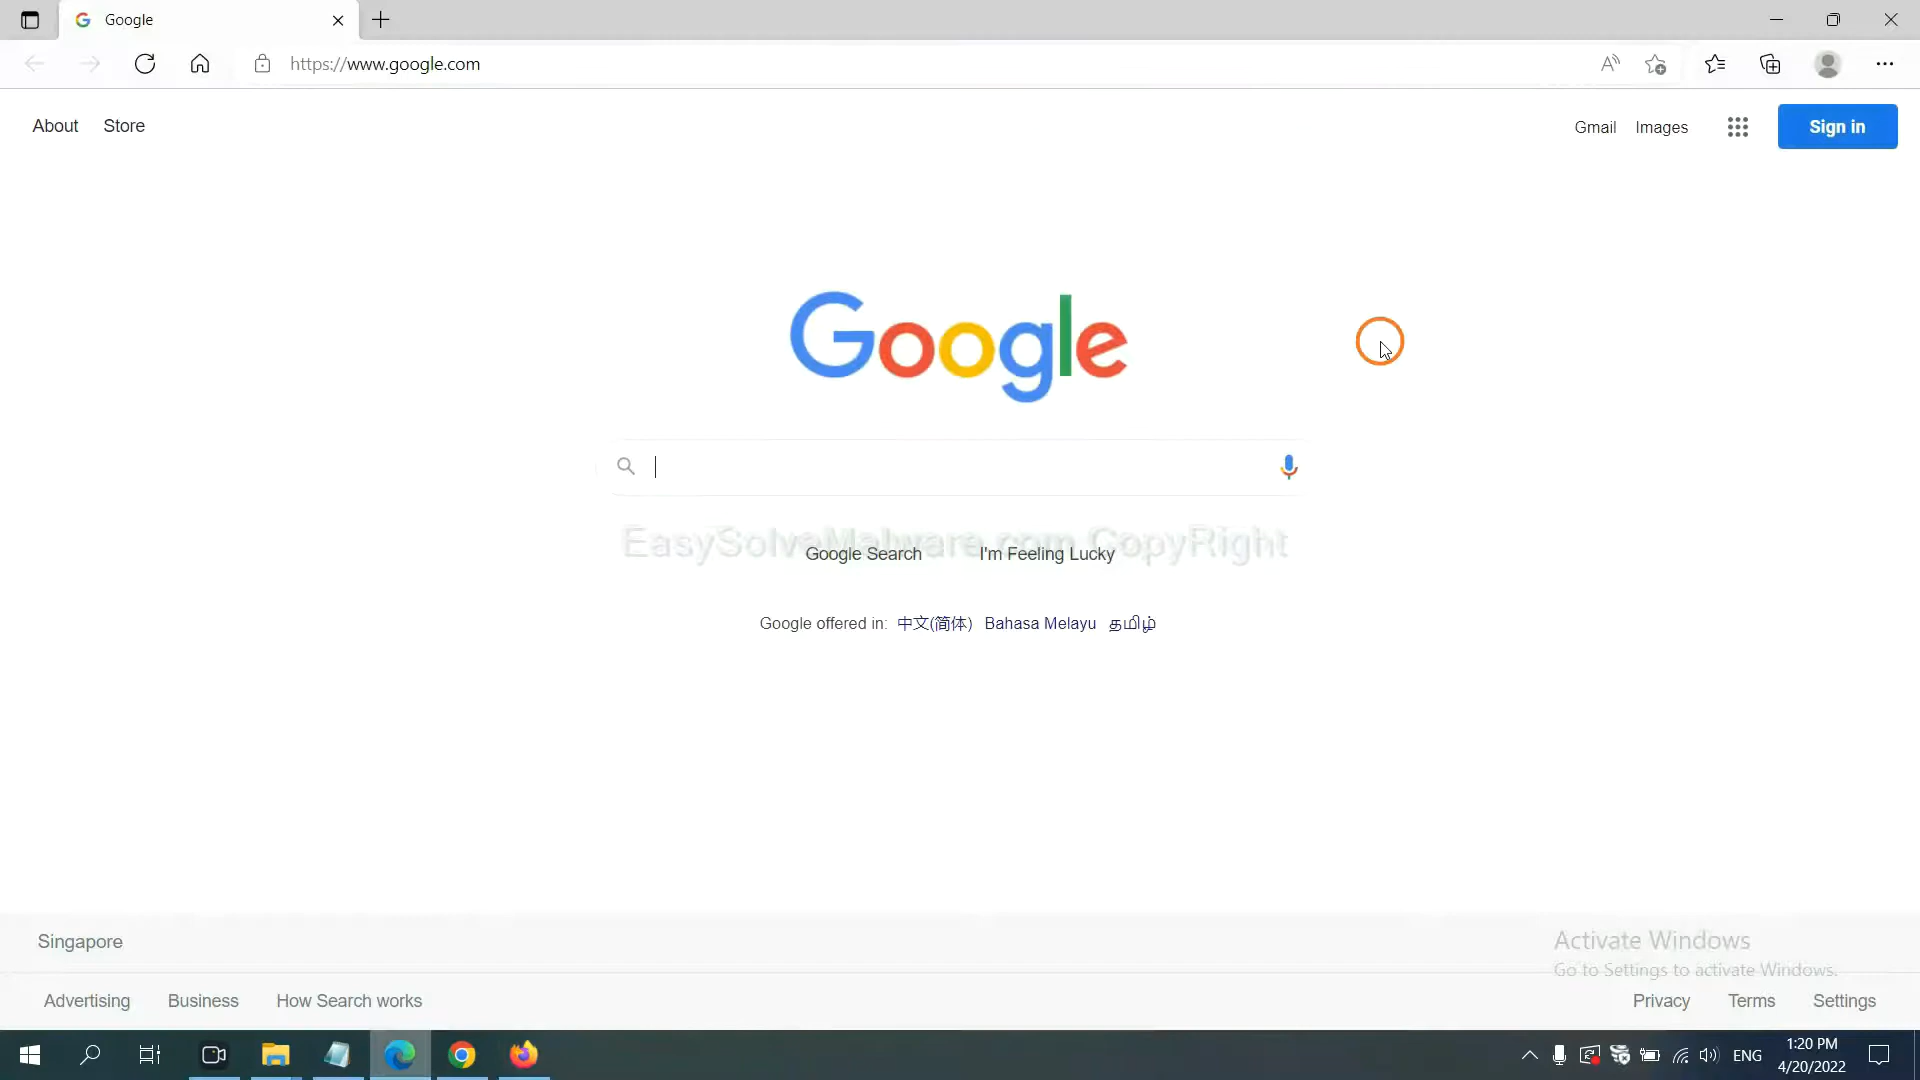 Google
https://www.google.com
About Store
Gmail Images Sign in
Google
EasySolveMalware.com CopyRight
Google Search I'm Feeling Lucky
Google offered in: 中文(简体) Bahasa Melayu தமிழ்
Singapore
Activate Windows
Go to Settings to activate Windows.
Advertising Business How Search works
Privacy Terms Settings
ENG
1:20 PM
4/20/2022